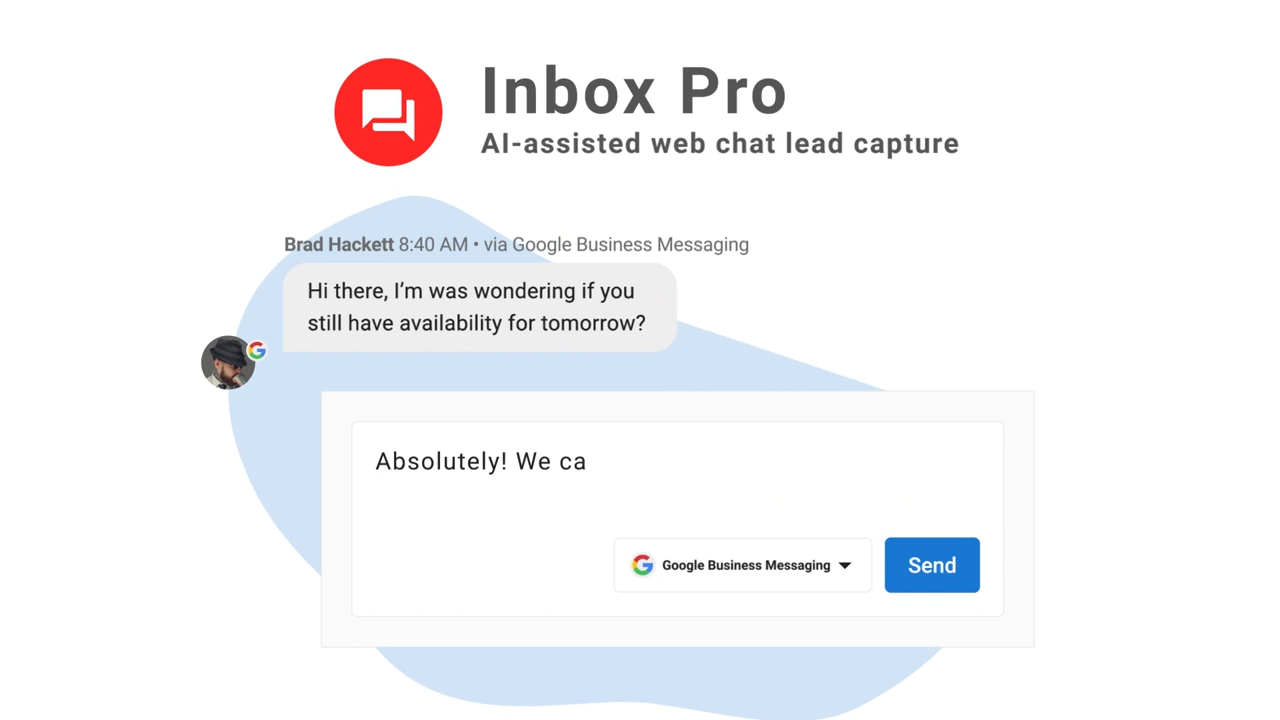 Inbox Pro
AI-assisted web chat lead capture
Brad Hackett 8:40 AM • via Google Business Messaging
Hi there, I’m was wondering if you
still have availability for tomorrow?
Absolutely! We ca
Google Business Messaging
Send